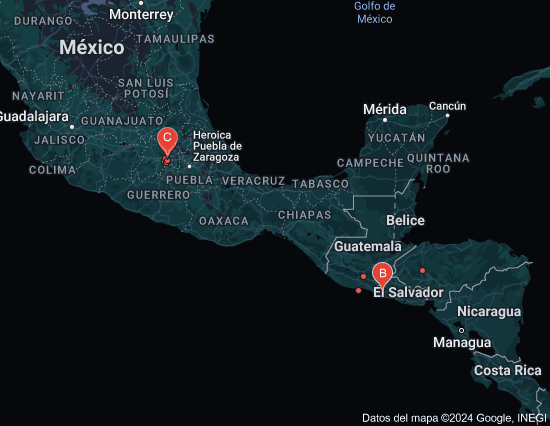 Golfo de
México
Monterrey
DURANGO
TAMAULIPAS
México
SAN LUIS
POTOSÍ
NAYARIT
Guadalajara
GUANAJUATO
JALISCO
C
Heroica
Puebla de
Zaragoza
COLIMA
PUEBLA
VERACRUZ
TABASCO
GUERRERO
OAXACA
CHIAPAS
Mérida
Cancún
YUCATÁN
CAMPECHE
QUINTANA
ROO
Belice
Guatemala
B
El Salvador
Nicaragua
Managua
Costa Rica
Datos del mapa ©2024 Google, INEGI